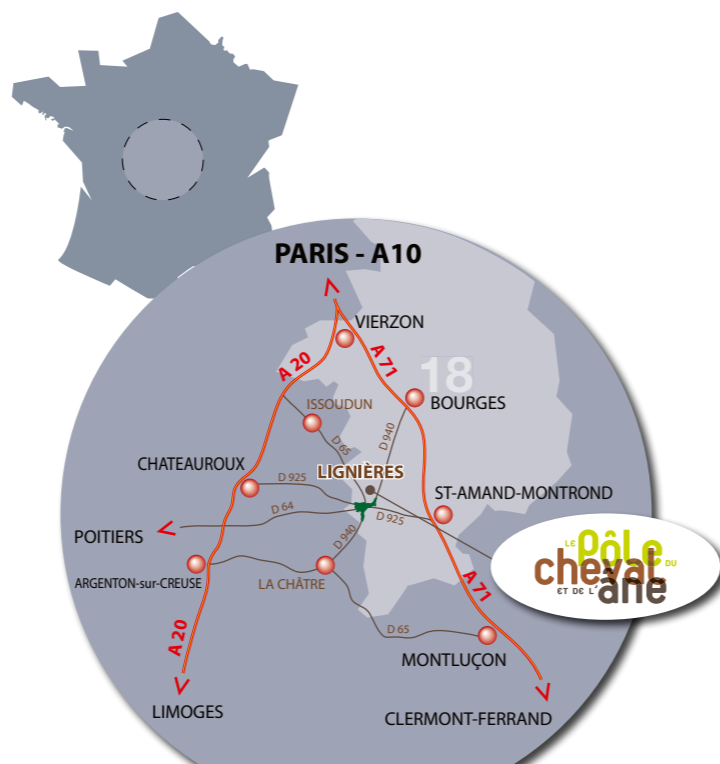 PARIS - A10
VIERZON
A 20
A 71
18
ISSOUDUN
BOURGES
D 65
D 940
CHATEAUROUX
LIGNIÈRES
D 925
ST-AMAND-MONTROND
D 64
D 925
POITIERS
D 940
LE PÔLE DU
cheval
ET DE L'âne
ARGENTON-sur-CREUSE
LA CHÂTRE
A 71
A 20
D 65
MONTLUÇON
LIMOGES
CLERMONT-FERRAND